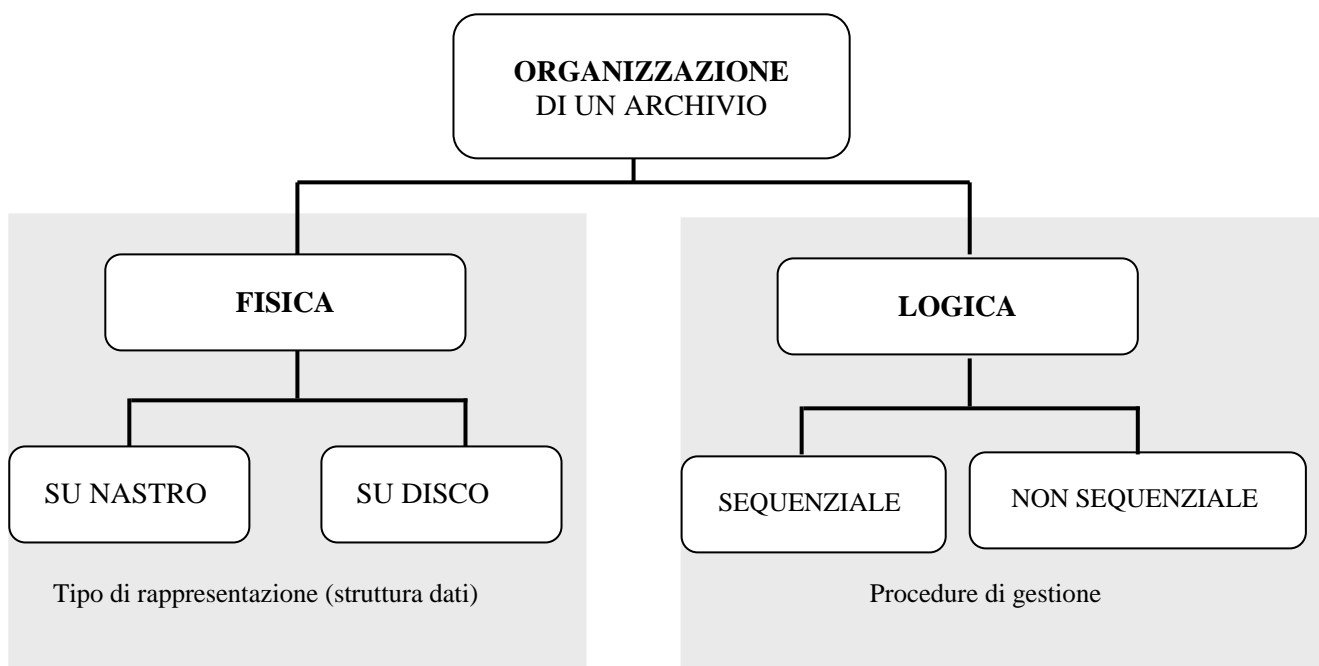 ORGANIZZAZIONE
DI UN ARCHIVIO
FISICA
LOGICA
SU NASTRO
SU DISCO
SEQUENZIALE
NON SEQUENZIALE
Tipo di rappresentazione (struttura dati)
Procedure di gestione